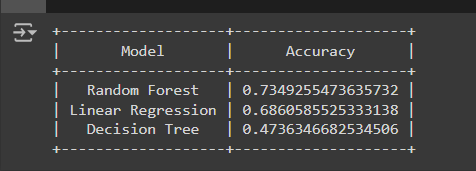 +-------------------+--------------------+
|       Model       |      Accuracy      |
+-------------------+--------------------+
|   Random Forest   | 0.7349255473635732 |
| Linear Regression | 0.6860585525333138 |
|   Decision Tree   | 0.4736346682534506 |
+-------------------+--------------------+